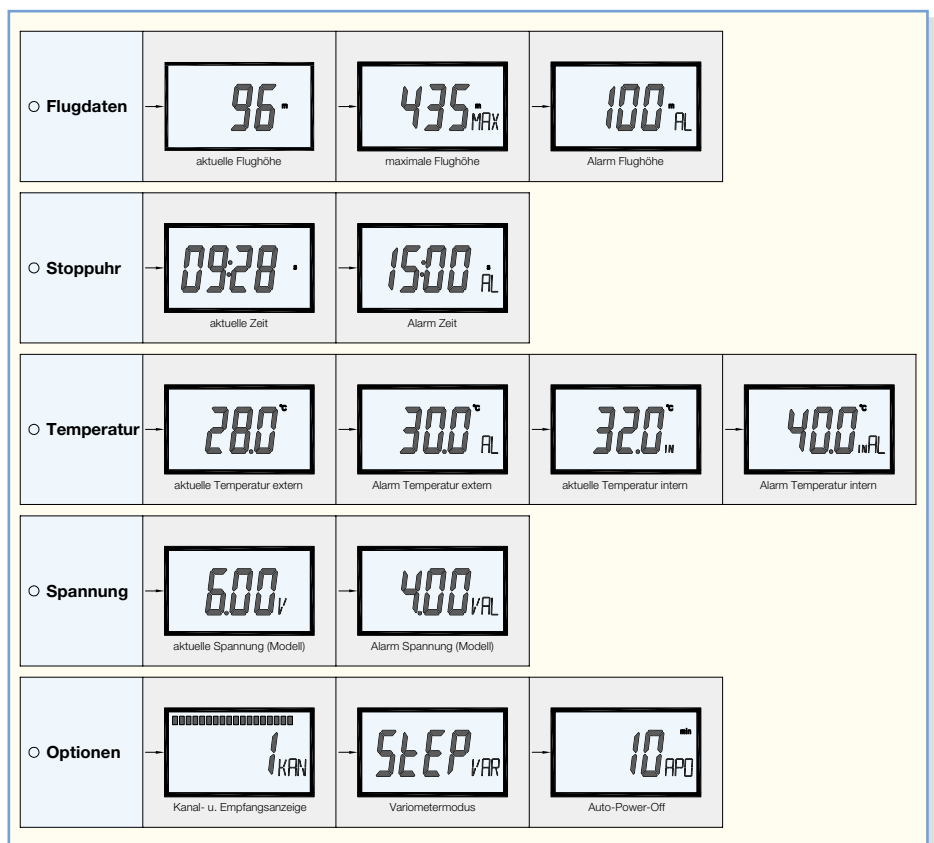 Flugdaten
96 m
435 m MAX
100 m AL
aktuelle Flughöhe
maximale Flughöhe
Alarm Flughöhe
Stoppuhr
09:28 s
15:00 s AL
aktuelle Zeit
Alarm Zeit
Temperatur
28.0 °C
30.0 °C AL
32.0 °C IN
40.0 °C IN AL
aktuelle Temperatur extern
Alarm Temperatur extern
aktuelle Temperatur intern
Alarm Temperatur intern
Spannung
6.00 V
4.00 V AL
aktuelle Spannung (Modell)
Alarm Spannung (Modell)
Optionen
1 KAN
StEP VAR
10 min APO
Kanal- u. Empfangsanzeige
Variometermodus
Auto-Power-Off